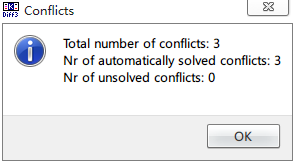 Conflicts
Total number of conflicts: 3
Nr of automatically solved conflicts: 3
Nr of unsolved conflicts: 0
OK